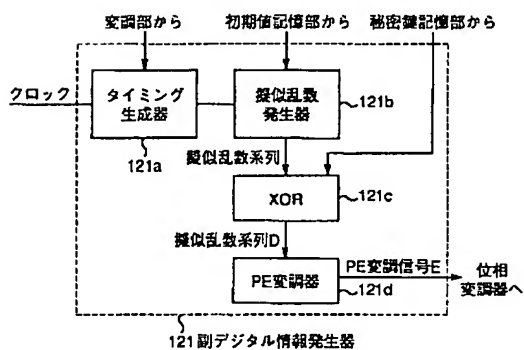 変調部から
初期値記憶部から
秘密鍵記憶部から
クロック
タイミング
生成器
121a
擬似乱数
発生器
121b
擬似乱数系列
XOR
121c
擬似乱数系列D
PE変調器
121d
PE変調信号E
位相
変調器へ
121副デジタル情報発生器